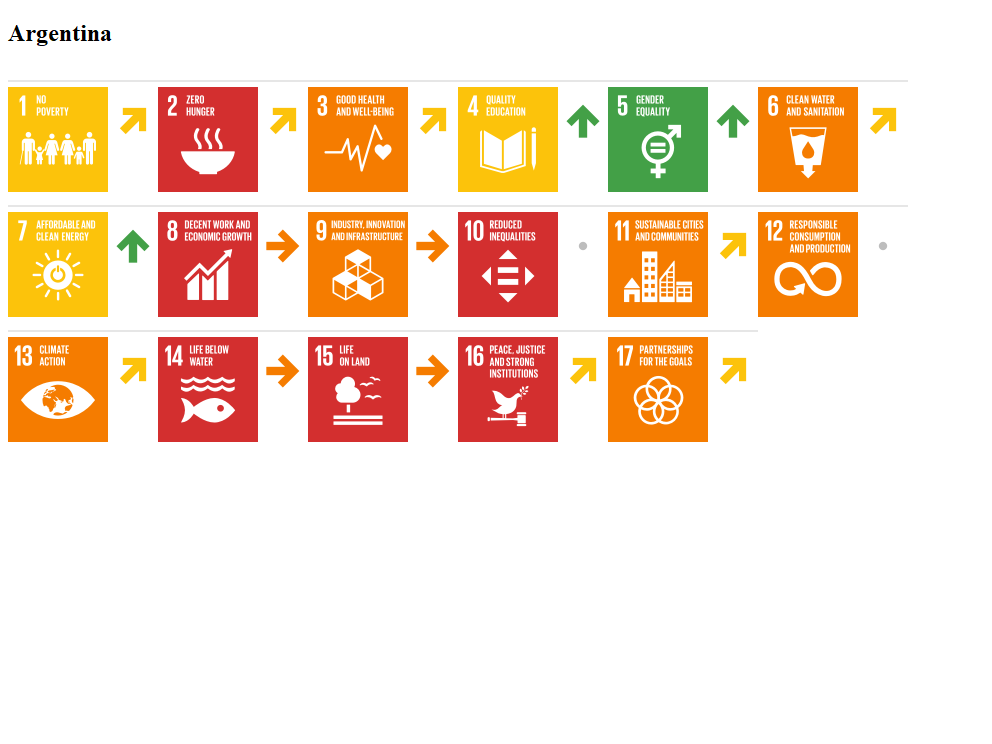 Argentina
1 NO
POVERTY
2 ZERO
HUNGER
3 GOOD HEALTH
AND WELL-BEING
4 QUALITY
EDUCATION
5 GENDER
EQUALITY
6 CLEAN WATER
AND SANITATION
7 AFFORDABLE AND
CLEAN ENERGY
8 DECENT WORK AND
ECONOMIC GROWTH
9 INDUSTRY, INNOVATION
AND INFRASTRUCTURE
10 REDUCED
INEQUALITIES
11 SUSTAINABLE CITIES
AND COMMUNITIES
12 RESPONSIBLE
CONSUMPTION
AND PRODUCTION
13 CLIMATE
ACTION
14 LIFE BELOW
WATER
15 LIFE
ON LAND
16 PEACE, JUSTICE
AND STRONG
INSTITUTIONS
17 PARTNERSHIPS
FOR THE GOALS